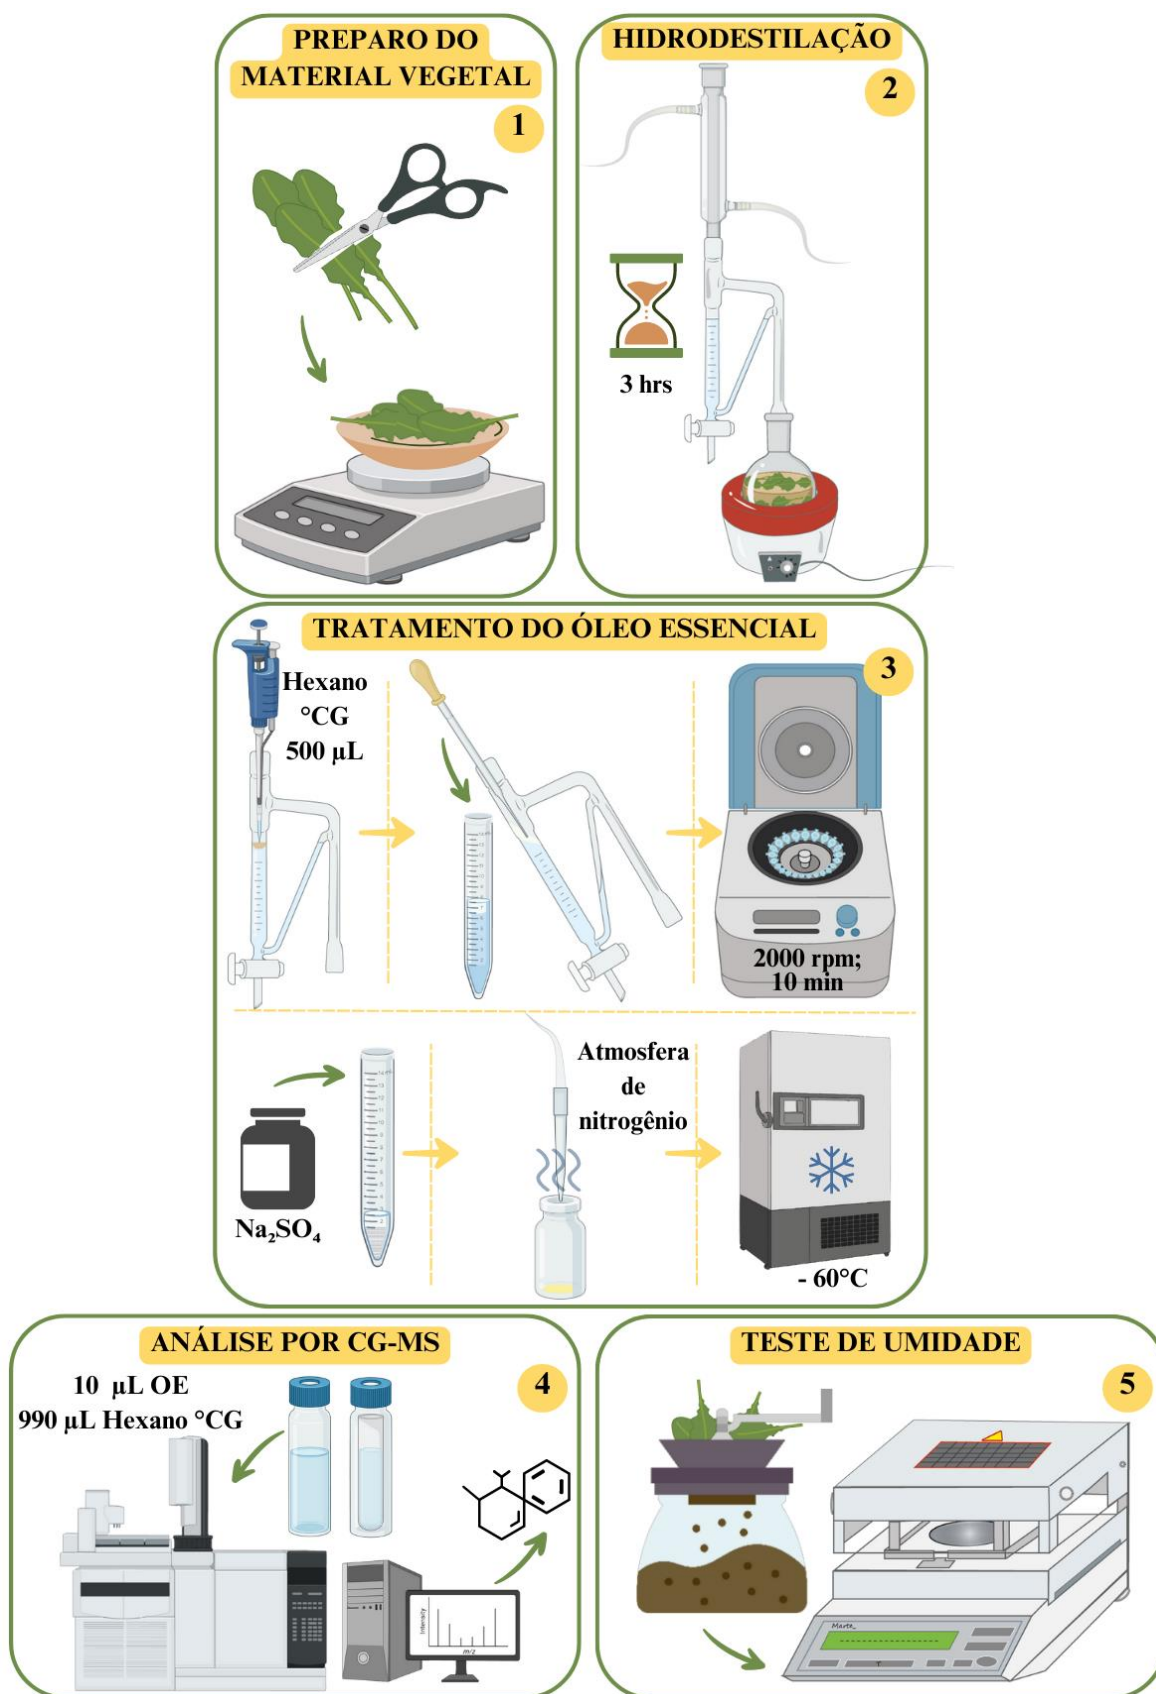 PREPARO DO
MATERIAL VEGETAL
1
HIDRODESTILAÇÃO
2
3 hrs
TRATAMENTO DO ÓLEO ESSENCIAL
3
Hexano
°CG
500 µL
2000 rpm;
10 min
Na₂SO₄
Atmosfera
de
nitrogênio
- 60°C
ANÁLISE POR CG-MS
4
10 µL OE
990 µL Hexano °CG
Intensity
m/z
TESTE DE UMIDADE
5
Marte